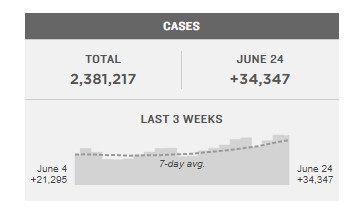 CASES
TOTAL
2,381,217
JUNE 24
+34,347
LAST 3 WEEKS
7-day avg.
June 4
+21,295
June 24
+34,347